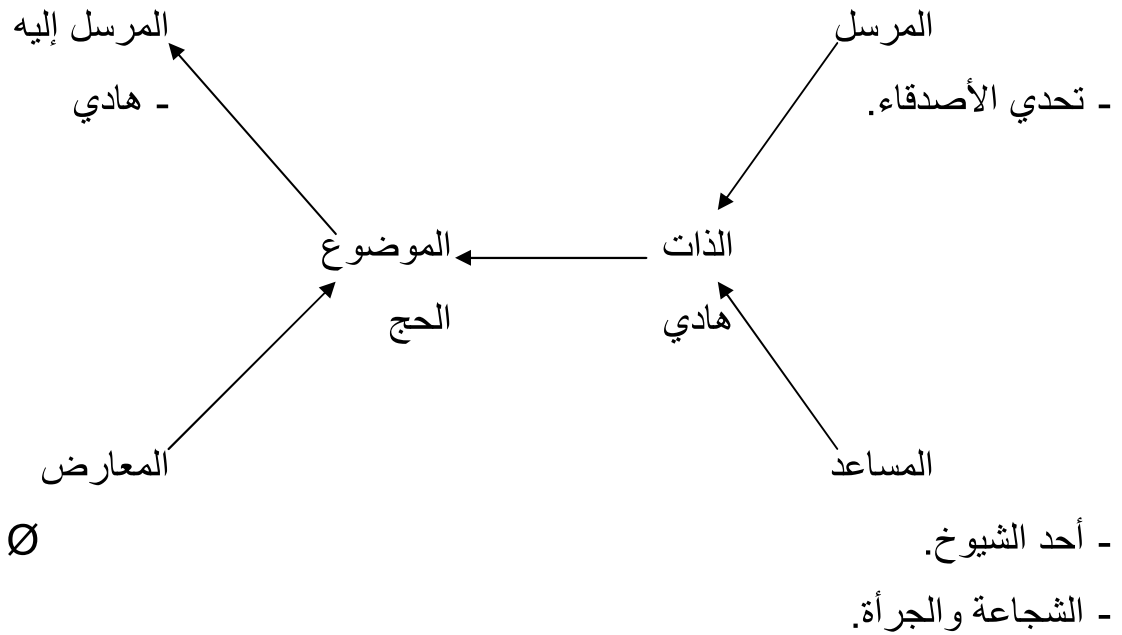 المرسل
المرسل إليه
- تحدي الأصدقاء.
- هادي
الذات
الموضوع
هادي
الحج
المساعد
المعارض
- أحد الشيوخ.
Ø
- الشجاعة والجرأة.